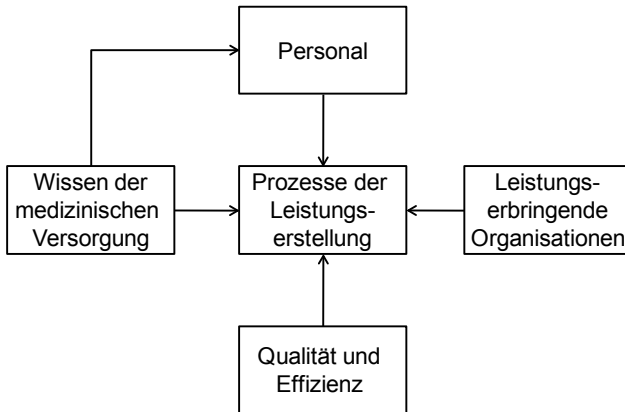 Personal
Wissen der
medizinischen
Versorgung
Prozesse der
Leistungs-
erstellung
Leistungs-
erbringende
Organisationen
Qualität und
Effizienz